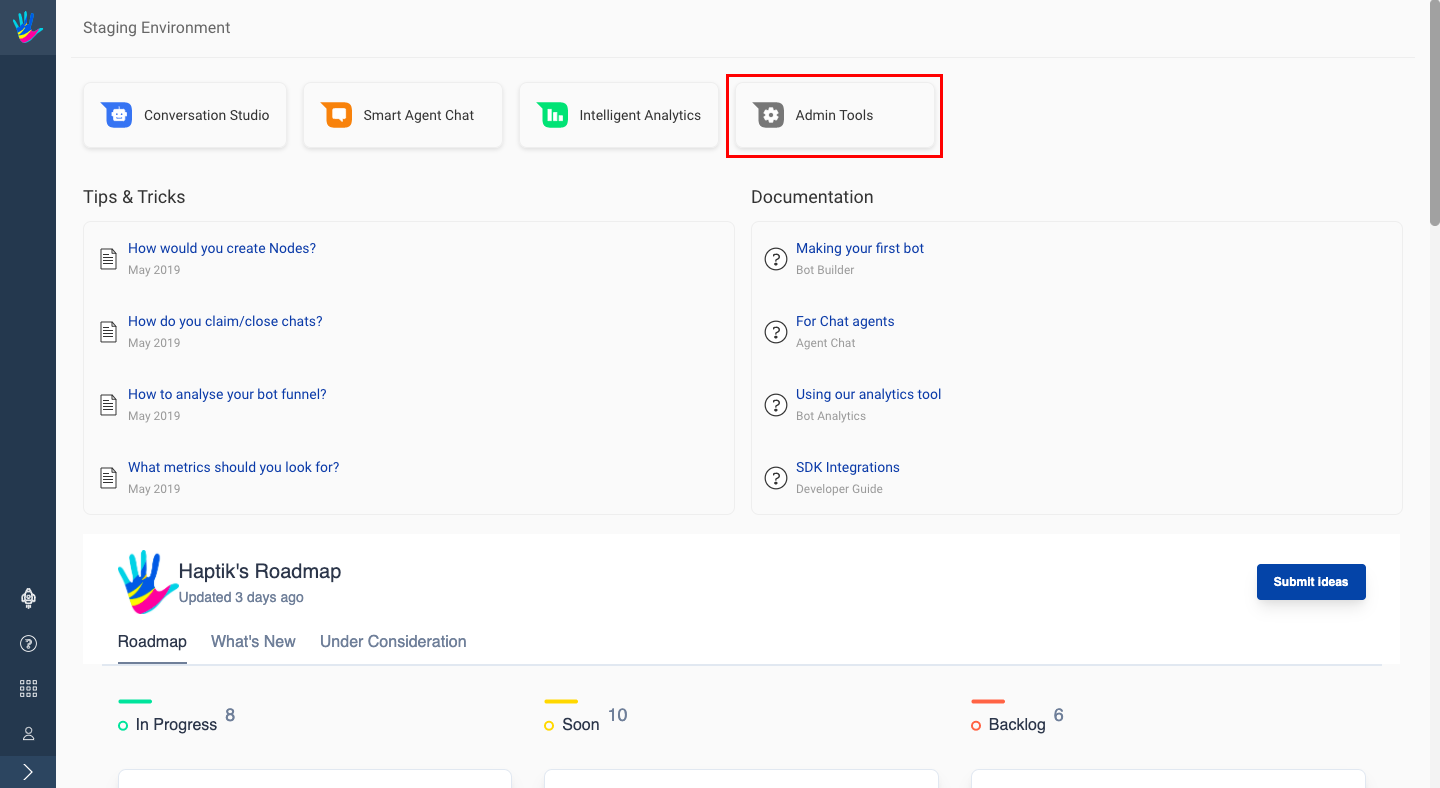 Staging Environment
Conversation Studio
Smart Agent Chat
Intelligent Analytics
Admin Tools
Tips & Tricks
How would you create Nodes?
May 2019
How do you claim/close chats?
May 2019
How to analyse your bot funnel?
May 2019
What metrics should you look for?
May 2019
Documentation
Making your first bot
Bot Builder
For Chat agents
Agent Chat
Using our analytics tool
Bot Analytics
SDK Integrations
Developer Guide
Haptik's Roadmap
Updated 3 days ago
Submit ideas
Roadmap What's New Under Consideration
In Progress 8
Soon 10
Backlog 6